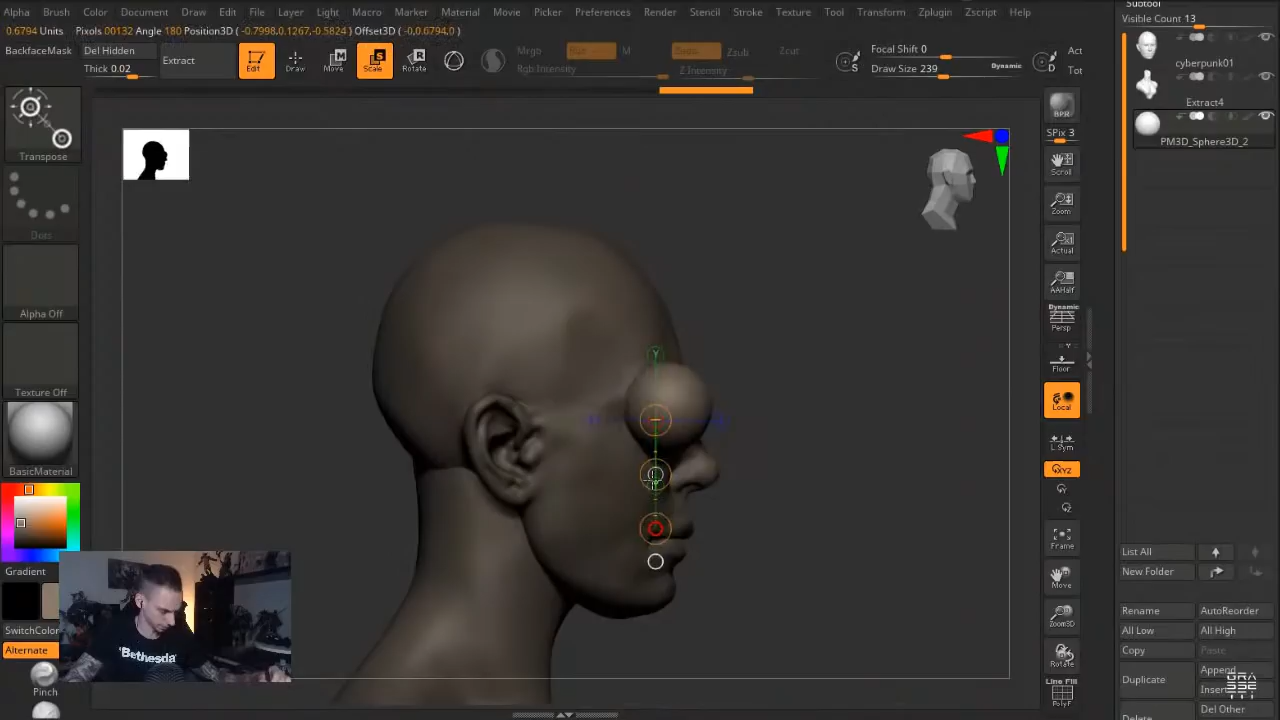 Alpha Brush Color Document Draw Edit File Layer Light Macro Marker Material Movie Picker Preferences Render Stencil Stroke Texture Tool Transform Zplugin Zscript Help
Subtool
Visible Count 13
0.6794 Units Pixols 00132 Angle 180 Position3D (-0.7998,0.1267,-0.5824) Offset3D (-0,0.6794,0)
BackfaceMask
Del Hidden
Thick 0.02
Extract
Edit
Draw
Move
Scale
Rotate
Mrgb
M
Rgb Intensity
Zsub
Zcut
Z Intensity
Focal Shift 0
Draw Size 239
Dynamic
Act
Tot
S
D
Transpose
Dots
Alpha Off
Texture Off
BasicMaterial
Gradient
SwitchColor
Alternate
Pinch
Bethesda
Y
BPR
SPix 3
Scroll
Zoom
Actual
AAHalf
Dynamic
Persp
Floor
Local
L.Sym
XYZ
Frame
Move
Zoom3D
Rotate
Line Fill
PolyF
cyberpunk01
Extract4
PM3D_Sphere3D_2
List All
New Folder
Rename
AutoReorder
All Low
All High
Copy
Paste
Duplicate
Append
Del Other